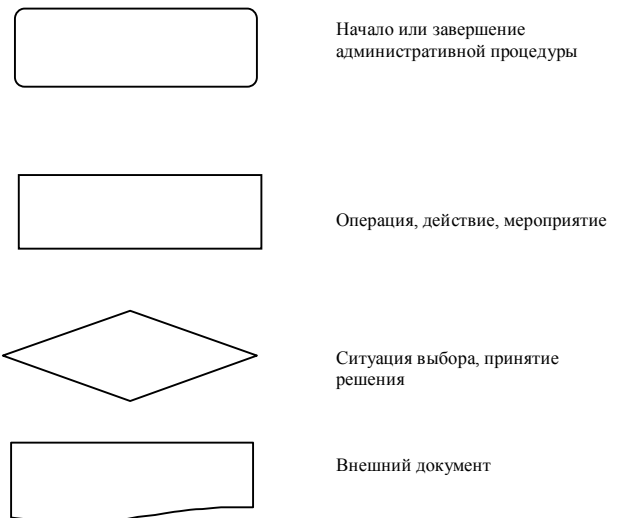 Начало или завершение
административной процедуры
Операция, действие, мероприятие
Ситуация выбора, принятие
решения
Внешний документ